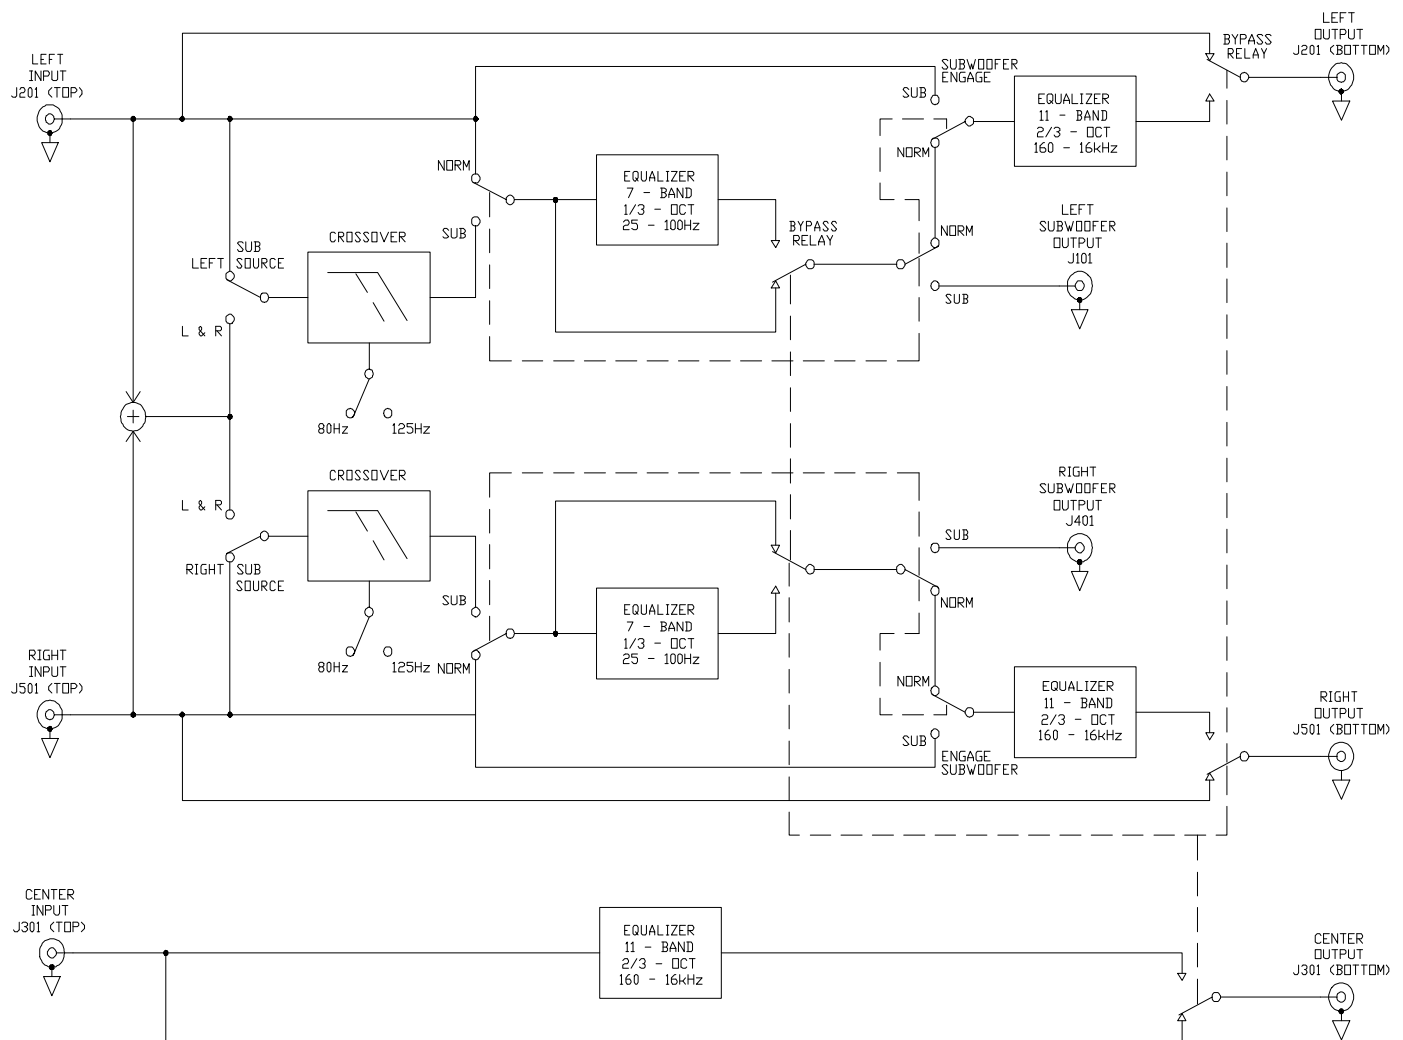 LEFT
INPUT
J201 (TOP)
LEFT
OUTPUT
J201 (BOTTOM)
BYPASS
RELAY
SUBWOOFER
ENGAGE
SUB
EQUALIZER
11 - BAND
2/3 - OCT
160 - 16kHz
NORM
NORM
EQUALIZER
7 - BAND
1/3 - OCT
25 - 100Hz
SUB
BYPASS
RELAY
NORM
LEFT
SUBWOOFER
OUTPUT
J101
SUB
CROSSOVER
SUB
SOURCE
LEFT
L & R
80Hz
125Hz
CROSSOVER
L & R
RIGHT
SUB
SOURCE
SUB
80Hz
125Hz
NORM
EQUALIZER
7 - BAND
1/3 - OCT
25 - 100Hz
RIGHT
SUBWOOFER
OUTPUT
J401
SUB
NORM
RIGHT
INPUT
J501 (TOP)
NORM
SUB
ENGAGE
SUBWOOFER
EQUALIZER
11 - BAND
2/3 - OCT
160 - 16kHz
RIGHT
OUTPUT
J501 (BOTTOM)
CENTER
INPUT
J301 (TOP)
EQUALIZER
11 - BAND
2/3 - OCT
160 - 16kHz
CENTER
OUTPUT
J301 (BOTTOM)